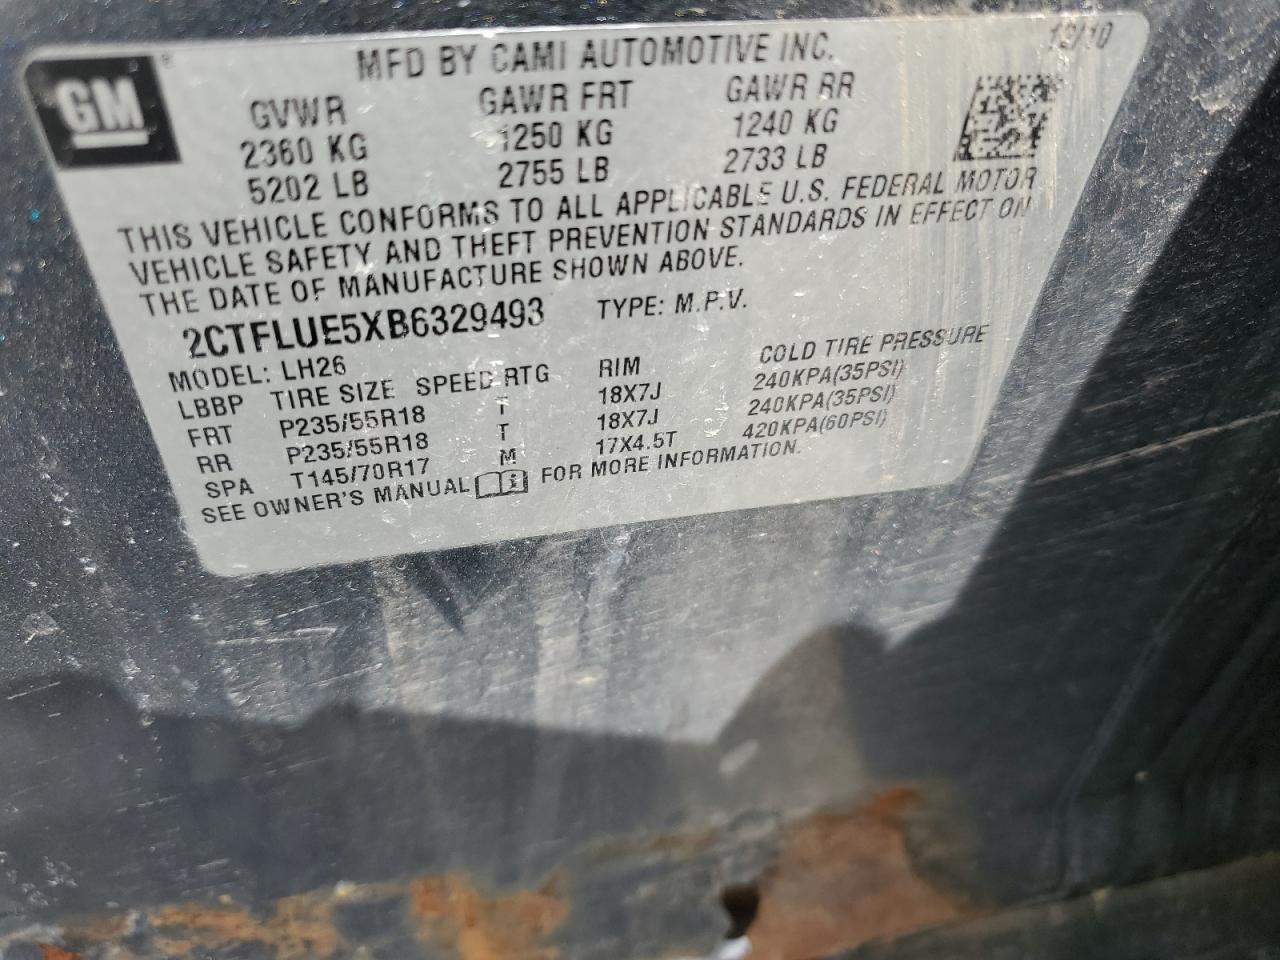 GM® MFD BY CAMI AUTOMOTIVE INC. 12/10
GVWR GAWR FRT GAWR RR
2360 KG 1250 KG 1240 KG
5202 LB 2755 LB 2733 LB
THIS VEHICLE CONFORMS TO ALL APPLICABLE U.S. FEDERAL MOTOR
VEHICLE SAFETY AND THEFT PREVENTION STANDARDS IN EFFECT ON
THE DATE OF MANUFACTURE SHOWN ABOVE.
2CTFLUE5XB6329493 TYPE: M.P.V.
MODEL: LH26
LBBP TIRE SIZE SPEED RTG RIM COLD TIRE PRESSURE
FRT P235/55R18 T 18X7J 240KPA(35PSI)
RR P235/55R18 T 18X7J 240KPA(35PSI)
SPA T145/70R17 M 17X4.5T 420KPA(60PSI)
SEE OWNER'S MANUAL FOR MORE INFORMATION.